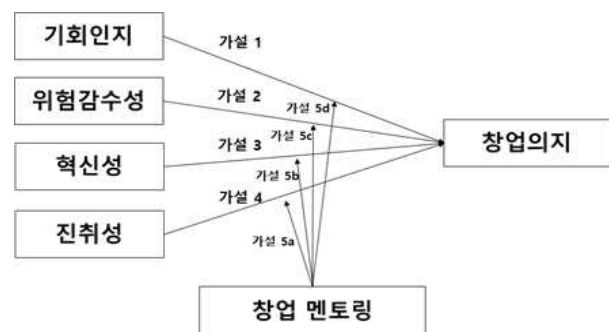 기회인지
가설 1
위험감수성
가설 2
가설 5d
혁신성
가설 3
가설 5c
창업의지
가설 5b
진취성
가설 4
가설 5a
창업 멘토링